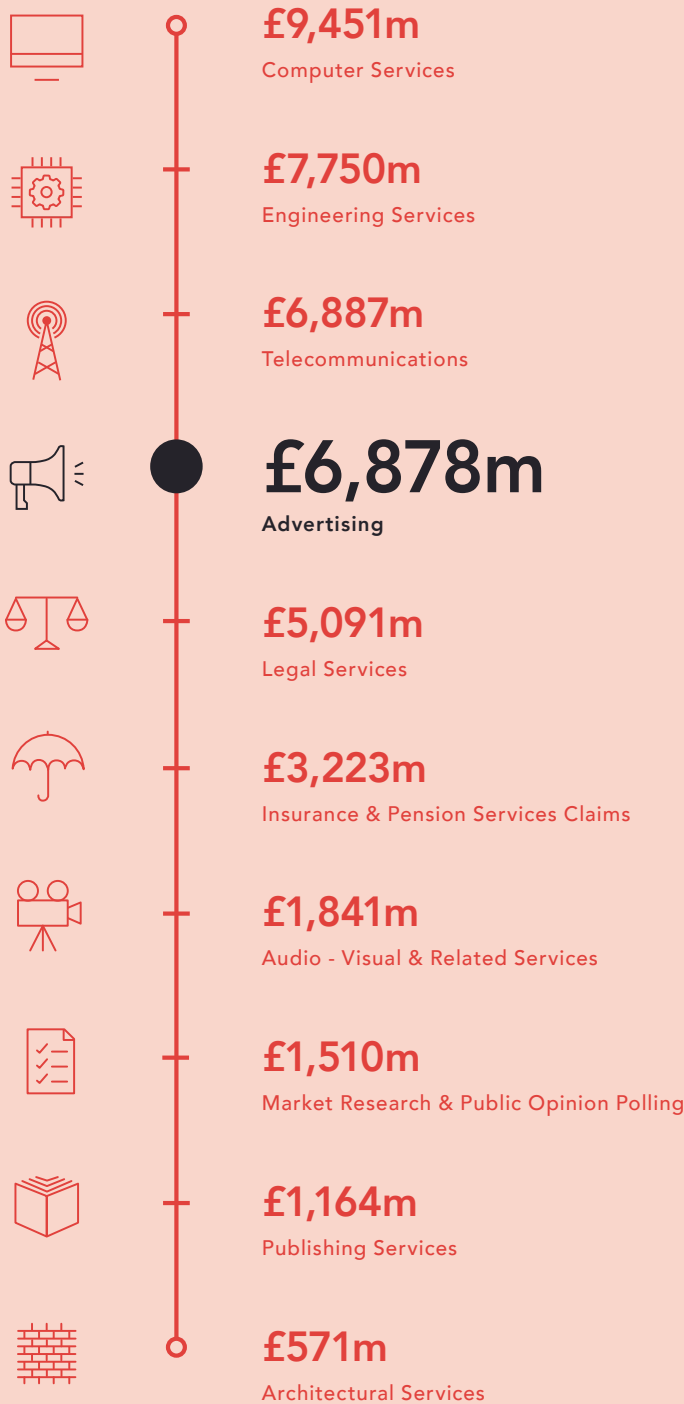 £9,451m
Computer Services
£7,750m
Engineering Services
£6,887m
Telecommunications
£6,878m
Advertising
£5,091m
Legal Services
£3,223m
Insurance & Pension Services Claims
£1,841m
Audio - Visual & Related Services
£1,510m
Market Research & Public Opinion Polling
£1,164m
Publishing Services
£571m
Architectural Services